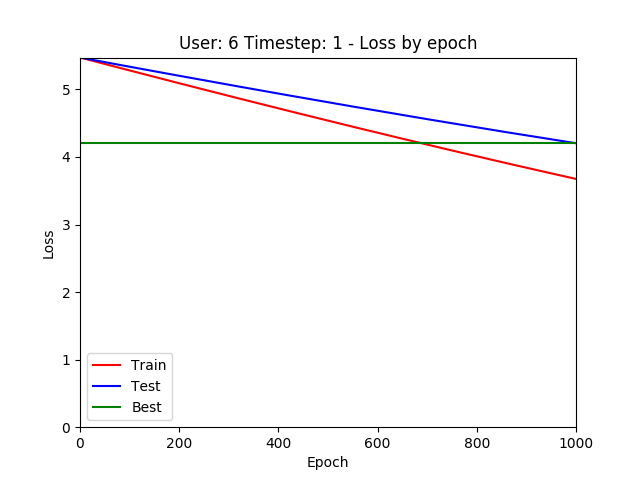 User: 6 Timestep: 1 - Loss by epoch
Loss
5
4
3
2
1
0
Train
Test
Best
0 200 400 600 800 1000
Epoch